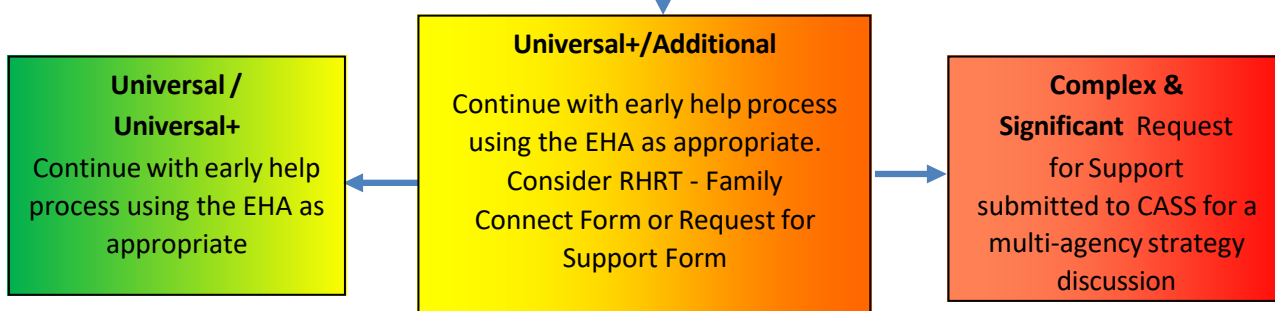 Universal /
Universal+
Continue with early help
process using the EHA as
appropriate
Universal+/Additional
Continue with early help process
using the EHA as appropriate.
Consider RHRT - Family
Connect Form or Request for
Support Form
Complex &
Significant Request
for Support
submitted to CASS for a
multi-agency strategy
discussion